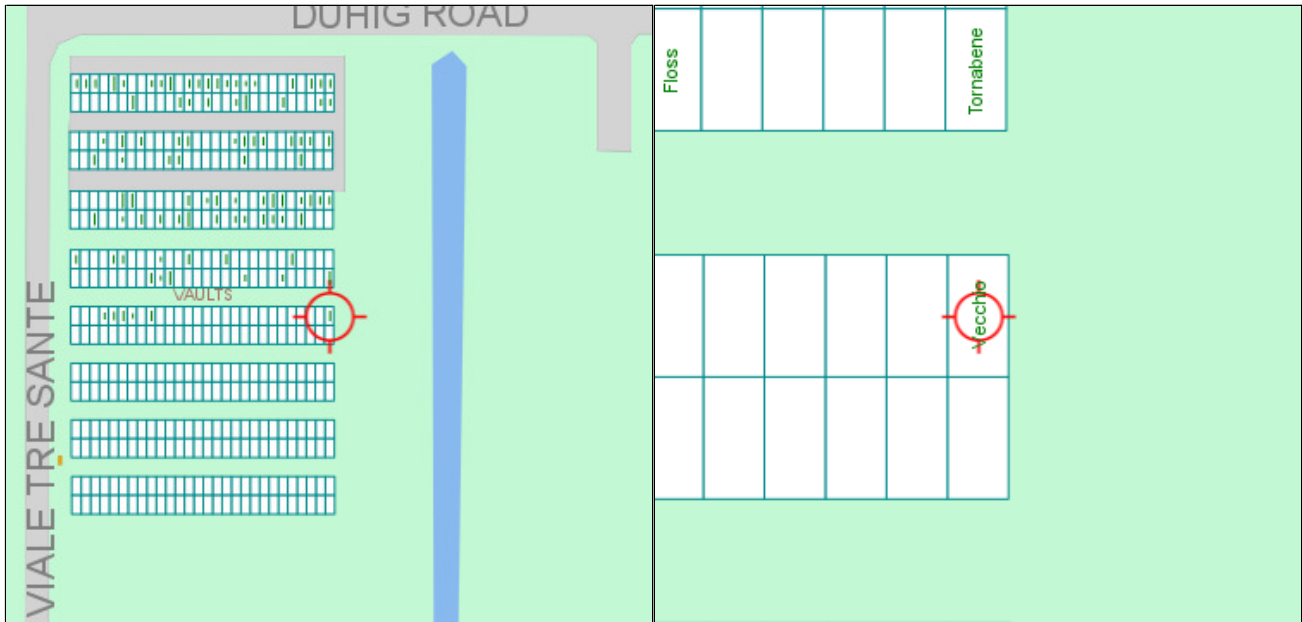 DUHIG ROAD
VAULTS
VIALE TRE SANTE
Floss
Tornabene
Vecchio